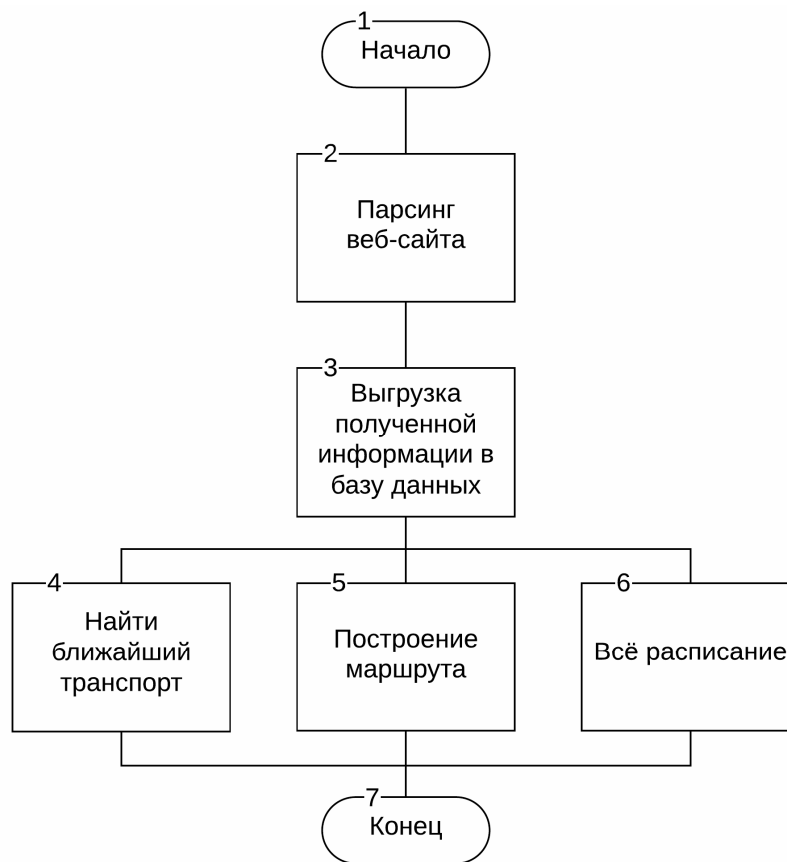 1
Начало
2
Парсинг
веб-сайта
3
Выгрузка
полученной
информации в
базу данных
4
Найти
ближайший
транспорт
5
Построение
маршрута
6
Всё расписание
7
Конец